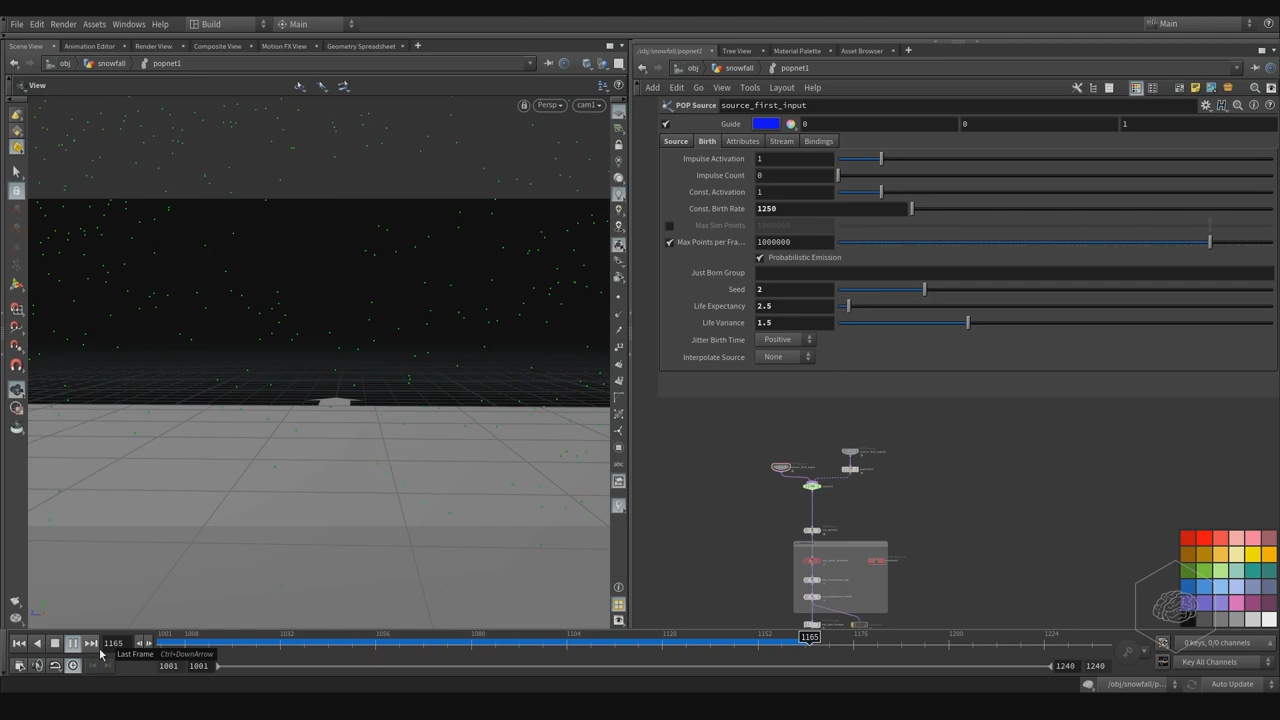 File Edit Render Assets Windows Help Build Main Main
Scene View Animation Editor Render View Composite View Motion FX View Geometry Spreadsheet
obj snowfall popnet1
View
Persp cam1
/obj/snowfall/popnet1 Tree View Material Palette Asset Browser
obj snowfall popnet1
Add Edit Go View Tools Layout Help
POP Source source_first_input
Guide 0 0 1
Source Birth Attributes Stream Bindings
Impulse Activation 1
Impulse Count 0
Const. Activation 1
Const. Birth Rate 1250
Max Sim Points 1000000
Max Points per Fra... 1000000
Probabilistic Emission
Just Born Group
Seed 2
Life Expectancy 2.5
Life Variance 1.5
Jitter Birth Time Positive
Interpolate Source None
1165 1001 1008 1032 1056 1080 1104 1128 1152 1165 1176 1200 1224
0 keys, 0/0 channels
Last Frame Ctrl+DownArrow
1001 1001 1240 1240
Key All Channels
/obj/snowfall/p... Auto Update